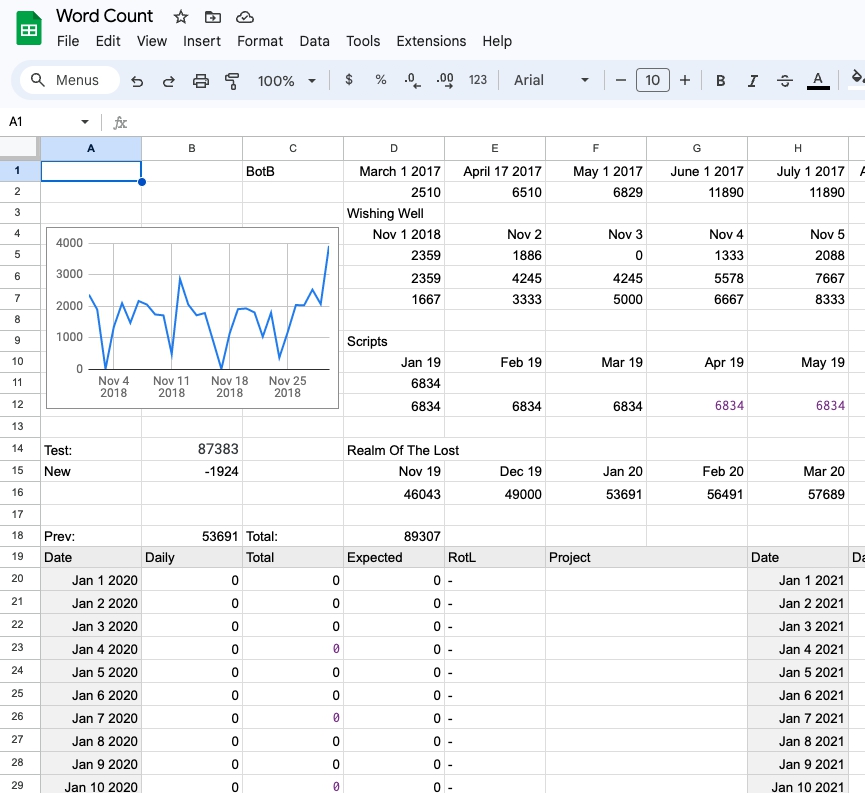 Word Count
File Edit View Insert Format Data Tools Extensions Help
Menus 100% $ % .0 .00 123 Arial − 10 + B I S A
A1 fx
A B C D E F G H
1 BotB March 1 2017 April 17 2017 May 1 2017 June 1 2017 July 1 2017
2 2510 6510 6829 11890 11890
3 Wishing Well
4 Nov 1 2018 Nov 2 Nov 3 Nov 4 Nov 5
5 2359 1886 0 1333 2088
6 2359 4245 4245 5578 7667
7 1667 3333 5000 6667 8333
8
9 Scripts
10 Jan 19 Feb 19 Mar 19 Apr 19 May 19
11 6834
12 6834 6834 6834 6834 6834
4000
3000
2000
1000
0
Nov 4 Nov 11 Nov 18 Nov 25
2018 2018 2018 2018
13
14 Test: 87383 Realm Of The Lost
15 New -1924 Nov 19 Dec 19 Jan 20 Feb 20 Mar 20
16 46043 49000 53691 56491 57689
17
18 Prev: 53691 Total: 89307
19 Date Daily Total Expected RotL Project Date
20 Jan 1 2020 0 0 0 - Jan 1 2021
21 Jan 2 2020 0 0 0 - Jan 2 2021
22 Jan 3 2020 0 0 0 - Jan 3 2021
23 Jan 4 2020 0 0 0 - Jan 4 2021
24 Jan 5 2020 0 0 0 - Jan 5 2021
25 Jan 6 2020 0 0 0 - Jan 6 2021
26 Jan 7 2020 0 0 0 - Jan 7 2021
27 Jan 8 2020 0 0 0 - Jan 8 2021
28 Jan 9 2020 0 0 0 - Jan 9 2021
29 Jan 10 2020 0 0 0 - Jan 10 2021